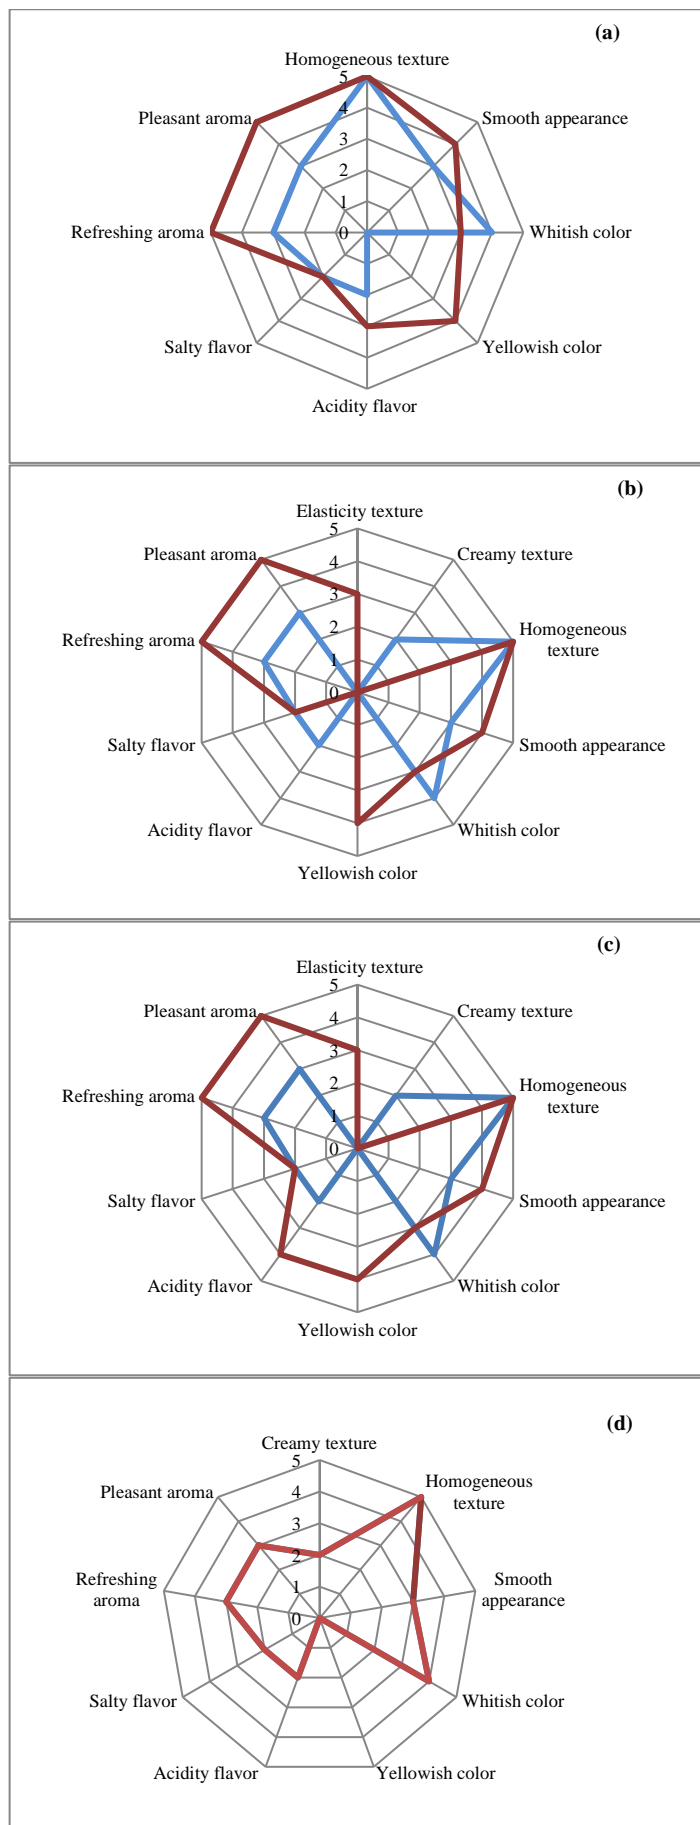 (a)
Homogeneous texture
5
Pleasant aroma
Smooth appearance
4
3
2
1
Refreshing aroma
0
Whitish color
Salty flavor
Yellowish color
Acidity flavor
(b)
Elasticity texture
5
Pleasant aroma
Creamy texture
4
3
Refreshing aroma
Homogeneous
texture
2
1
0
Salty flavor
Smooth appearance
Acidity flavor
Whitish color
Yellowish color
(c)
Elasticity texture
5
Pleasant aroma
Creamy texture
4
3
Refreshing aroma
Homogeneous
texture
2
1
0
Salty flavor
Smooth appearance
Acidity flavor
Whitish color
Yellowish color
(d)
Creamy texture
5
Homogeneous
texture
Pleasant aroma
4
3
2
Refreshing
aroma
Smooth
appearance
1
0
Salty flavor
Whitish color
Acidity flavor
Yellowish color